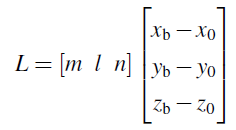 L = [m l n] [x_b − x_0
y_b − y_0
z_b − z_0]